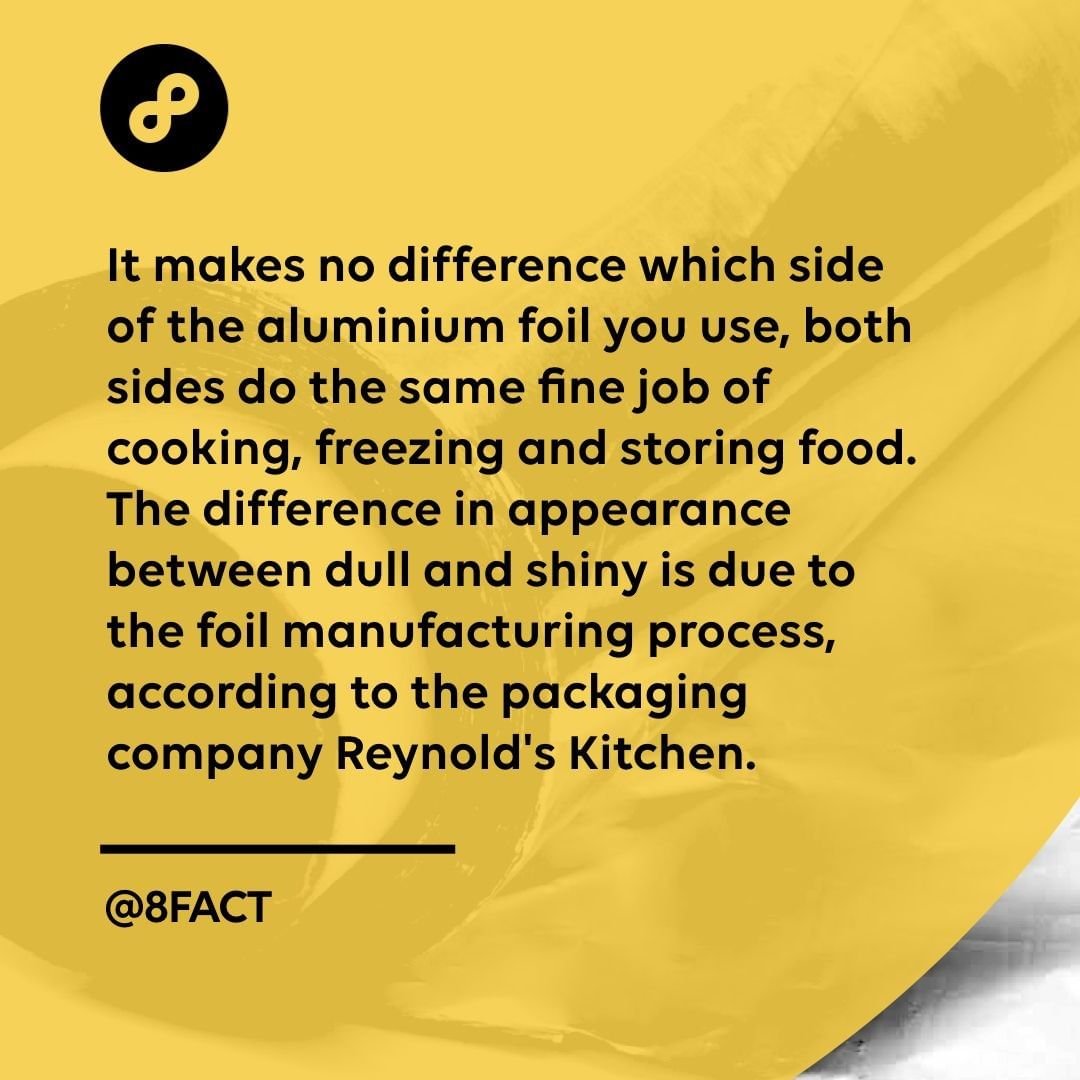 It makes no difference which side
of the aluminium foil you use, both
sides do the same fine job of
cooking, freezing and storing food.
The difference in appearance
between dull and shiny is due to
the foil manufacturing process,
according to the packaging
company Reynold's Kitchen.
@8FACT